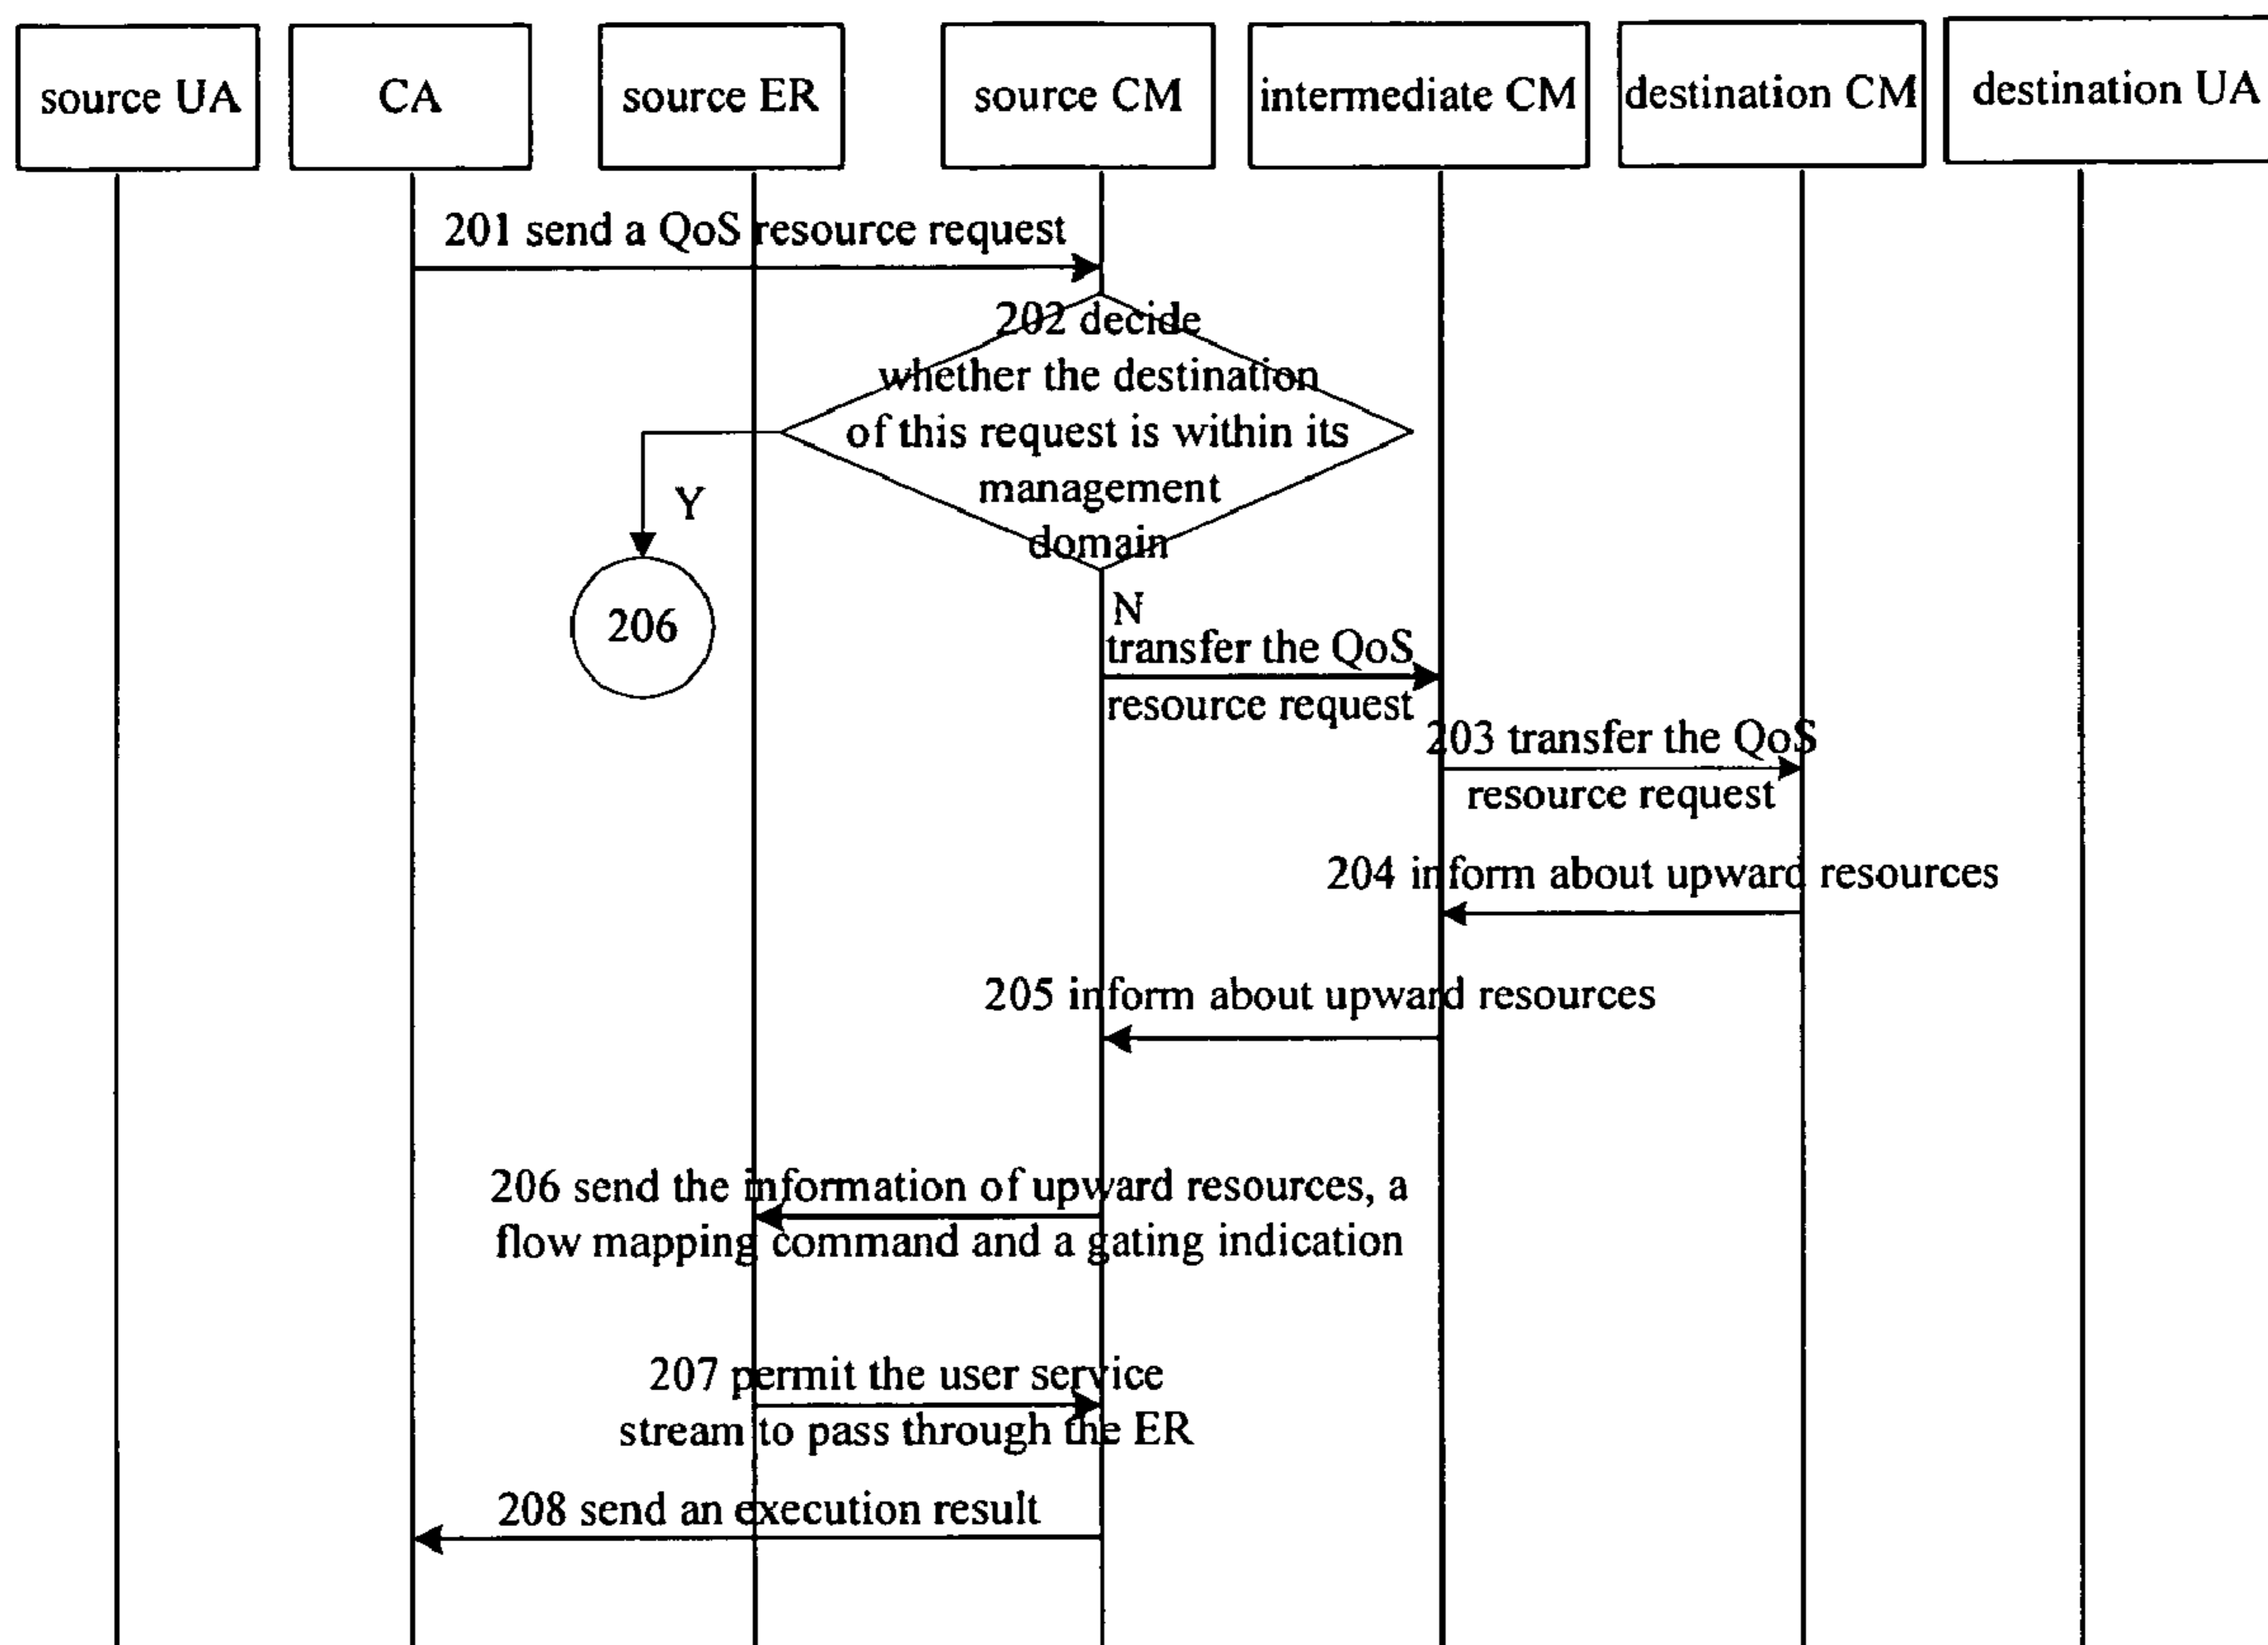 source UA
CA
source ER
source CM
intermediate CM
destination CM
destination UA
201 send a QoS resource request
202 decide
whether the destination
of this request is within its
management
domain
Y
206
N
transfer the QoS
resource request
203 transfer the QoS
resource request
204 inform about upward resources
205 inform about upward resources
206 send the information of upward resources, a
flow mapping command and a gating indication
207 permit the user service
stream to pass through the ER
208 send an execution result